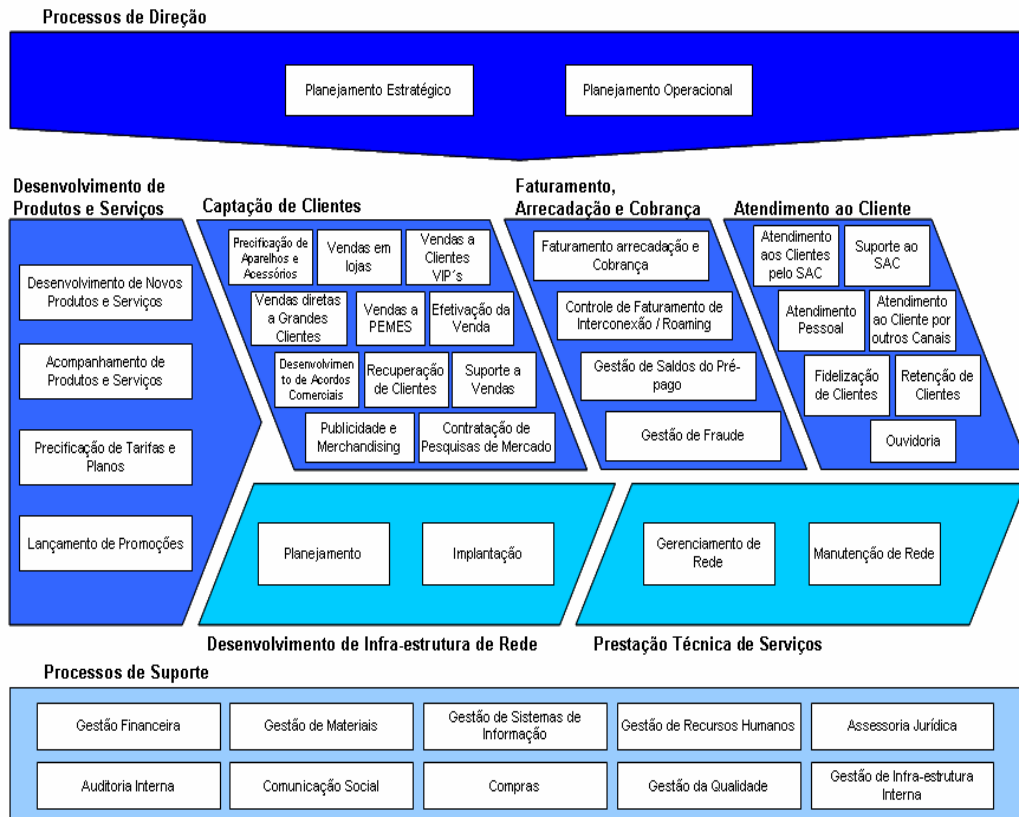 Processos de Direção
Planejamento Estratégico
Planejamento Operacional
Desenvolvimento de
Produtos e Serviços
Desenvolvimento de Novos
Produtos e Serviços
Acompanhamento de
Produtos e Serviços
Precificação de Tarifas e
Planos
Lançamento de Promoções
Captação de Clientes
Precificação de
Aparelhos e
Acessórios
Vendas em
lojas
Vendas a
Clientes
VIP´s
Vendas diretas
a Grandes
Clientes
Vendas a
PEMES
Efetivação da
Venda
Desenvolvimen
to de Acordos
Comerciais
Recuperação
de Clientes
Suporte a
Vendas
Publicidade e
Merchandising
Contratação de
Pesquisas de Mercado
Faturamento,
Arrecadação e Cobrança
Faturamento arrecadação e
Cobrança
Controle de Faturamento de
Interconexão / Roaming
Gestão de Saldos do Pré-
pago
Gestão de Fraude
Atendimento ao Cliente
Atendimento
aos Clientes
pelo SAC
Suporte ao
SAC
Atendimento
Pessoal
Atendimento
ao Cliente por
outros Canais
Fidelização
de Clientes
Retenção de
Clientes
Ouvidoria
Planejamento
Implantação
Desenvolvimento de Infra-estrutura de Rede
Gerenciamento de
Rede
Manutenção de Rede
Prestação Técnica de Serviços
Processos de Suporte
Gestão Financeira
Gestão de Materiais
Gestão de Sistemas de
Informação
Gestão de Recursos Humanos
Assessoria Jurídica
Auditoria Interna
Comunicação Social
Compras
Gestão da Qualidade
Gestão de Infra-estrutura
Interna